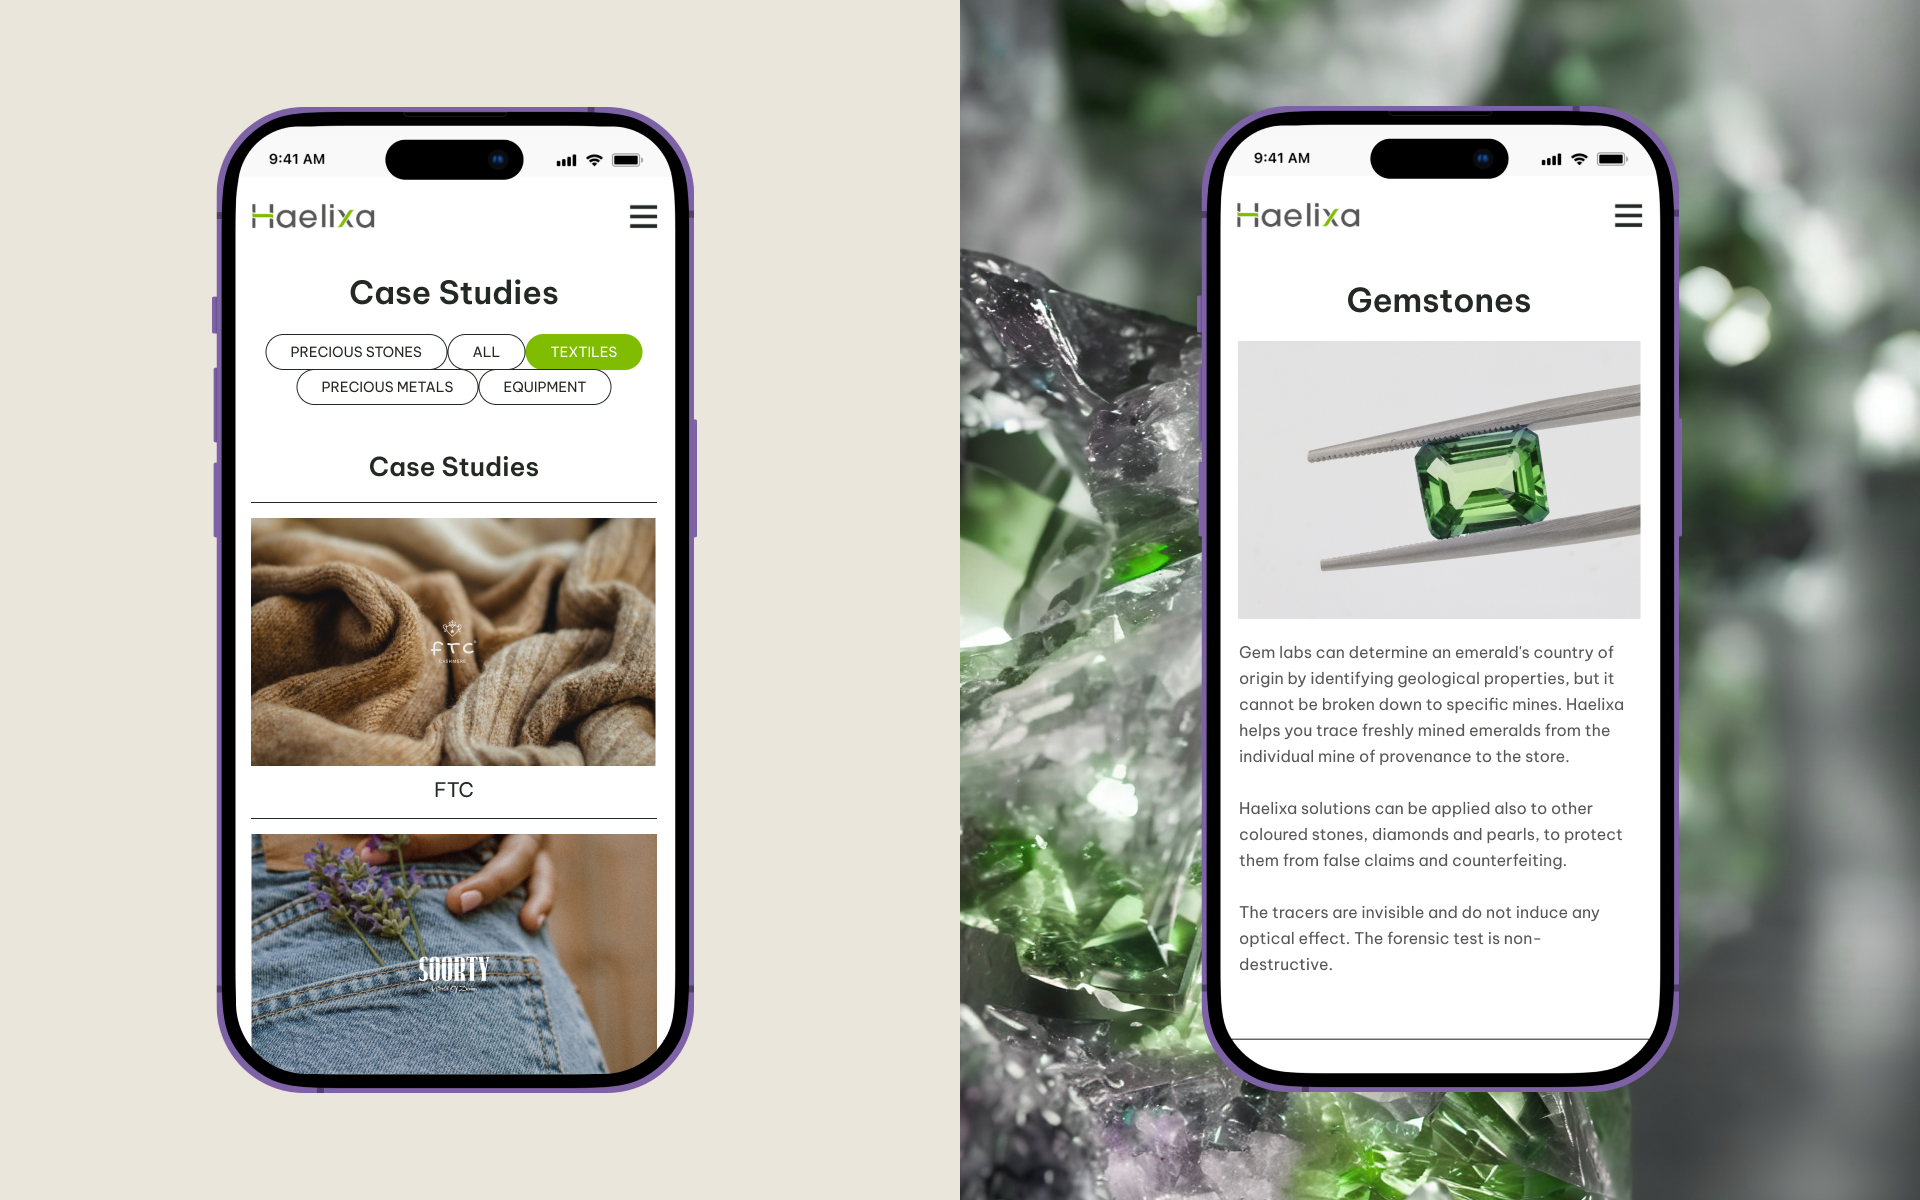 9:41 AM
Haelixa
Case Studies
PRECIOUS STONES
ALL
TEXTILES
PRECIOUS METALS
EQUIPMENT
Case Studies
FTC
CASHMERE
FTC
SOORTY
9:41 AM
Haelixa
Gemstones
Gem labs can determine an emerald's country of
origin by identifying geological properties, but it
cannot be broken down to specific mines. Haelixa
helps you trace freshly mined emeralds from the
individual mine of provenance to the store.
Haelixa solutions can be applied also to other
coloured stones, diamonds and pearls, to protect
them from false claims and counterfeiting.
The tracers are invisible and do not induce any
optical effect. The forensic test is non-
destructive.